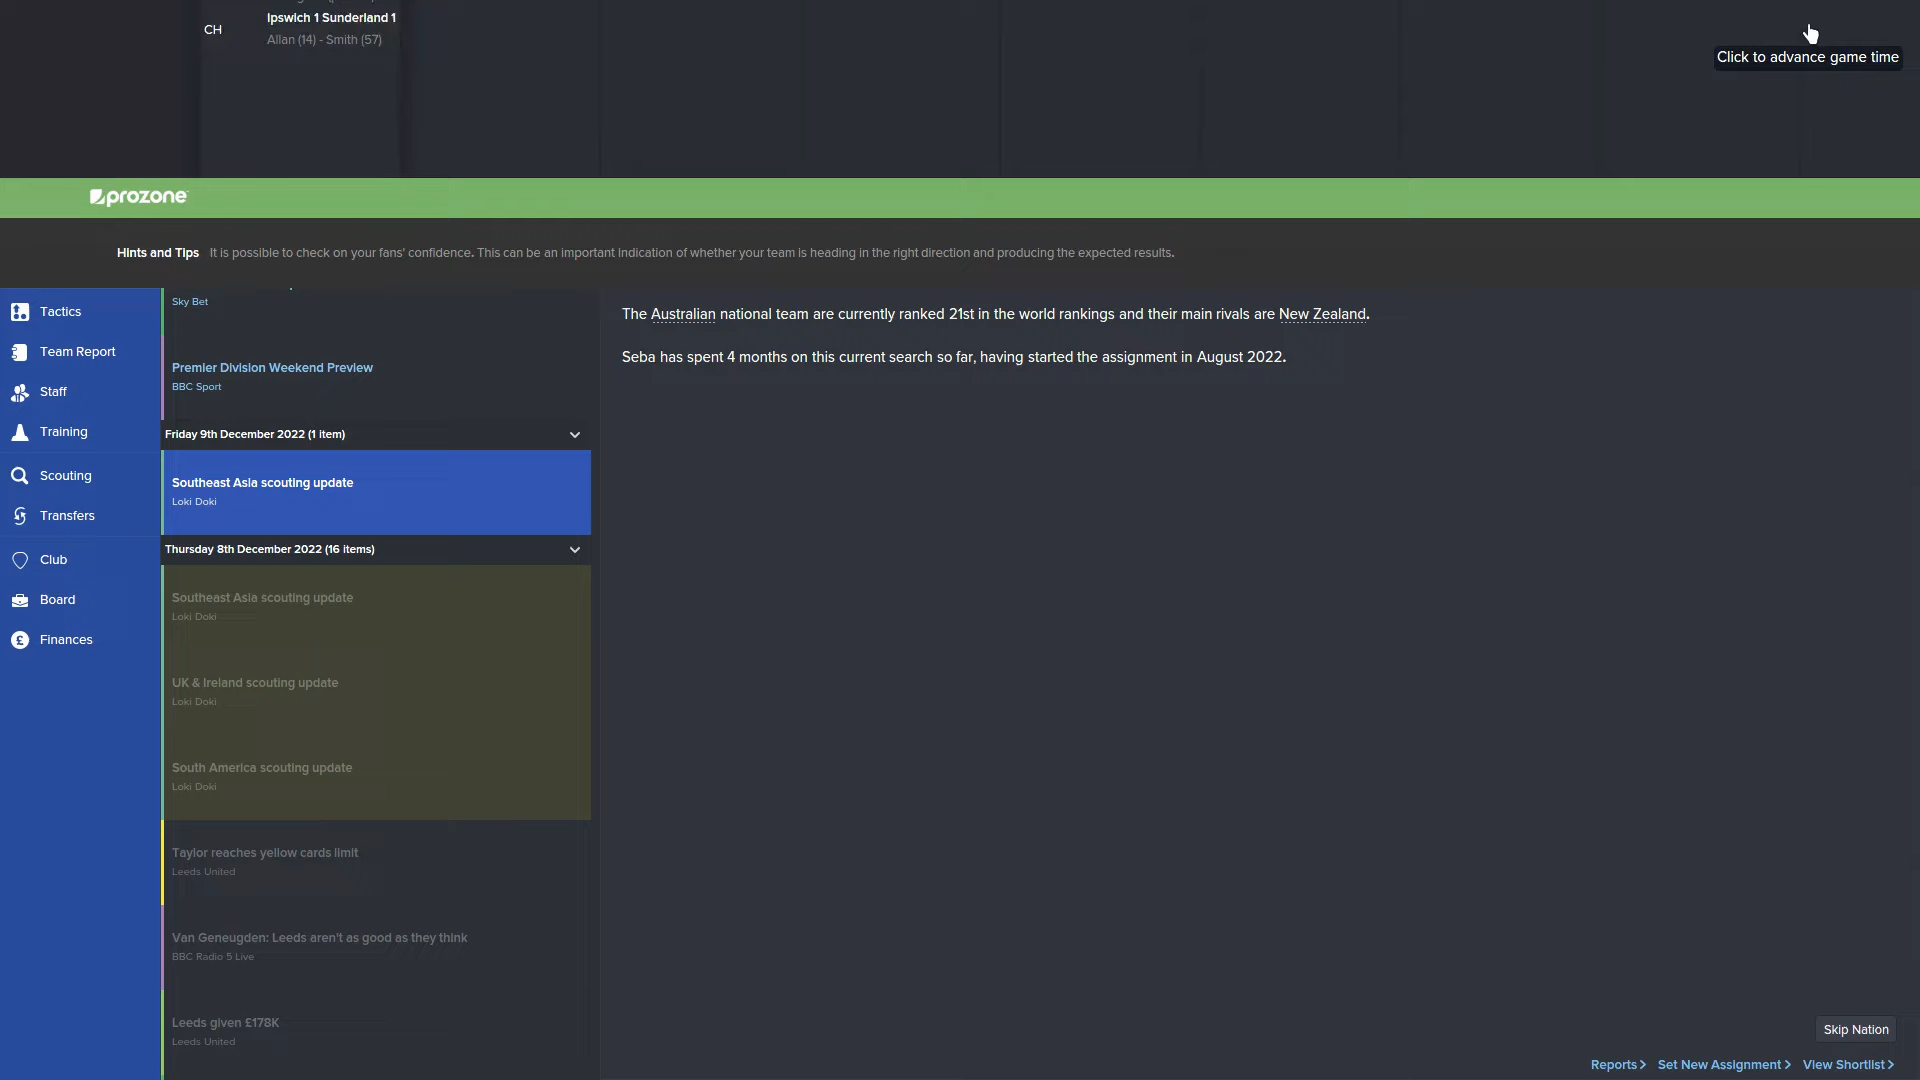 Ipswich 1 Sunderland 1
CH
Allan (14) - Smith (57)
Click to advance game time
prozone
Hints and Tips It is possible to check on your fans' confidence. This can be an important indication of whether your team is heading in the right direction and producing the expected results.
Tactics
Team Report
Staff
Training
Scouting
Transfers
Club
Board
Finances
Sky Bet
Premier Division Weekend Preview
BBC Sport
Friday 9th December 2022 (1 item)
Southeast Asia scouting update
Loki Doki
Thursday 8th December 2022 (16 items)
Southeast Asia scouting update
Loki Doki
UK & Ireland scouting update
Loki Doki
South America scouting update
Loki Doki
Taylor reaches yellow cards limit
Leeds United
Van Geneugden: Leeds aren't as good as they think
BBC Radio 5 Live
Leeds given £178K
Leeds United
The Australian national team are currently ranked 21st in the world rankings and their main rivals are New Zealand.
Seba has spent 4 months on this current search so far, having started the assignment in August 2022.
Skip Nation
Reports> Set New Assignment> View Shortlist>